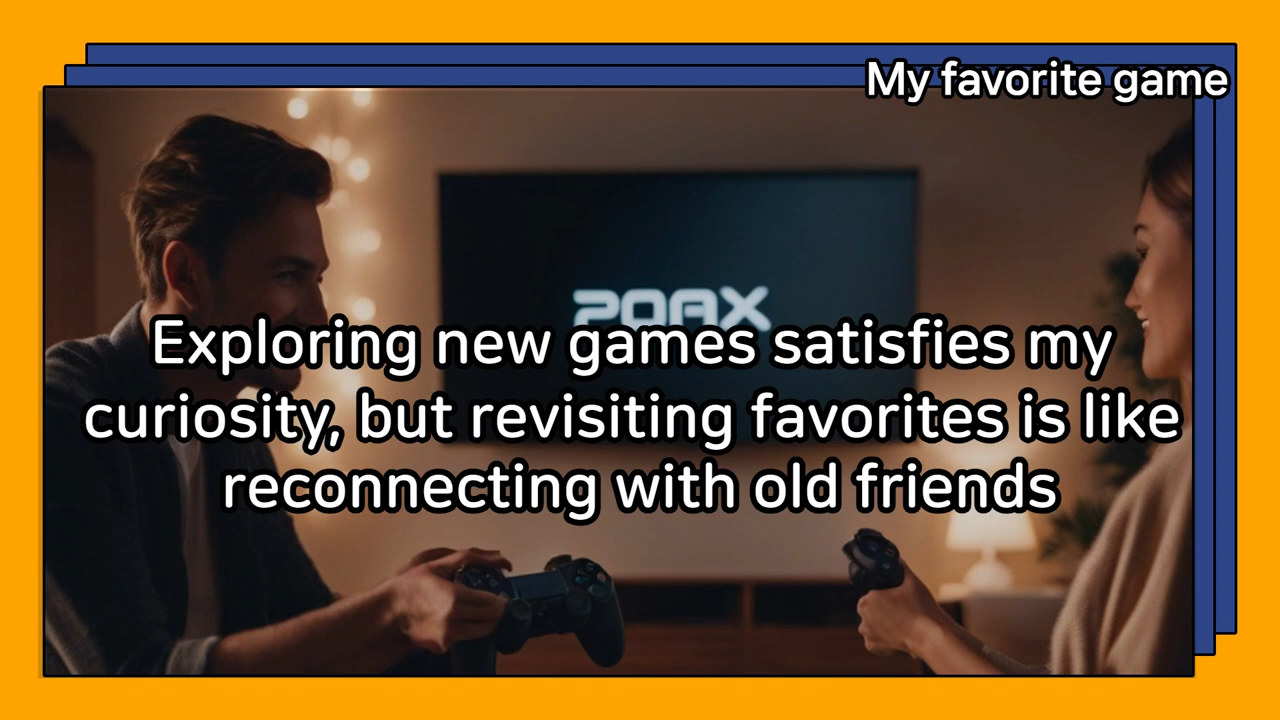 My favorite game
Exploring new games satisfies my
curiosity, but revisiting favorites is like
reconnecting with old friends